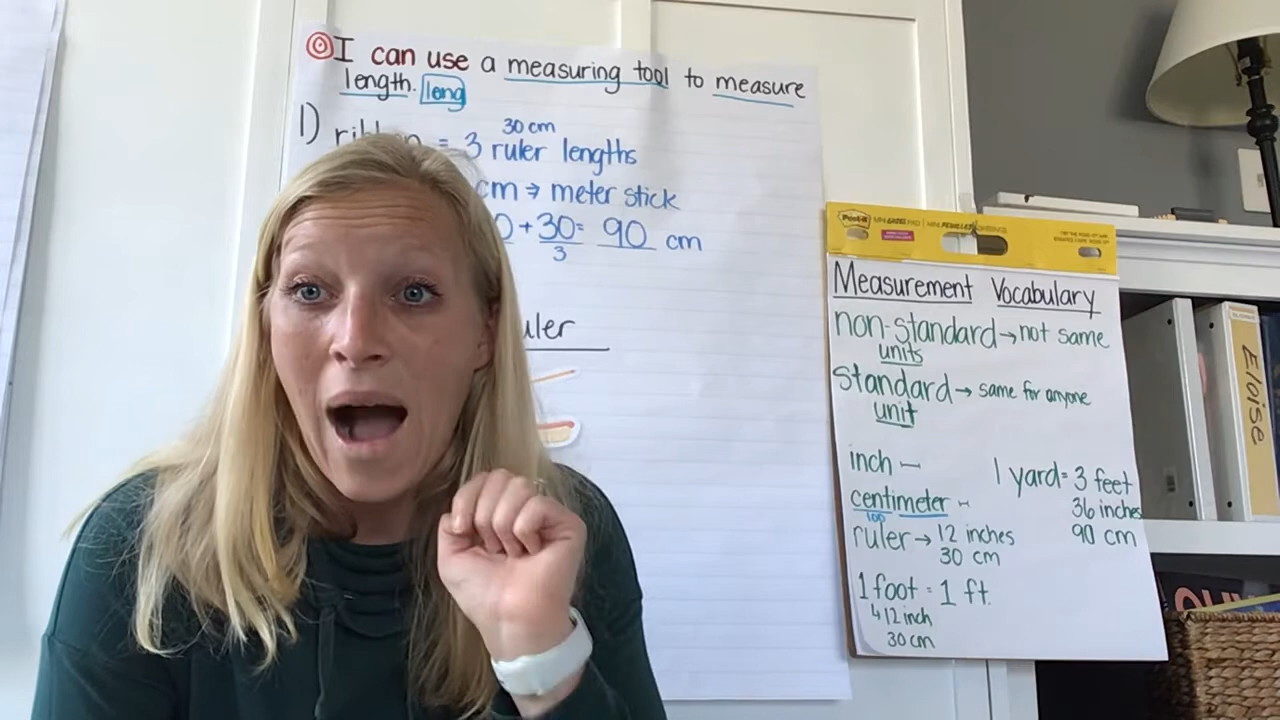 I can use a measuring tool to measure
length. long
1) = 3 ruler lengths
30 cm
cm → meter stick
+ 30 = 90 cm
3
Post-it
Measurement Vocabulary
non-standard → not same
units
standard → same for anyone
unit
inch
centimeter
100
ruler → 12 inches
30 cm
1 foot = 1 ft.
12 inch
30 cm
1 yard = 3 feet
36 inches
90 cm
Eloise